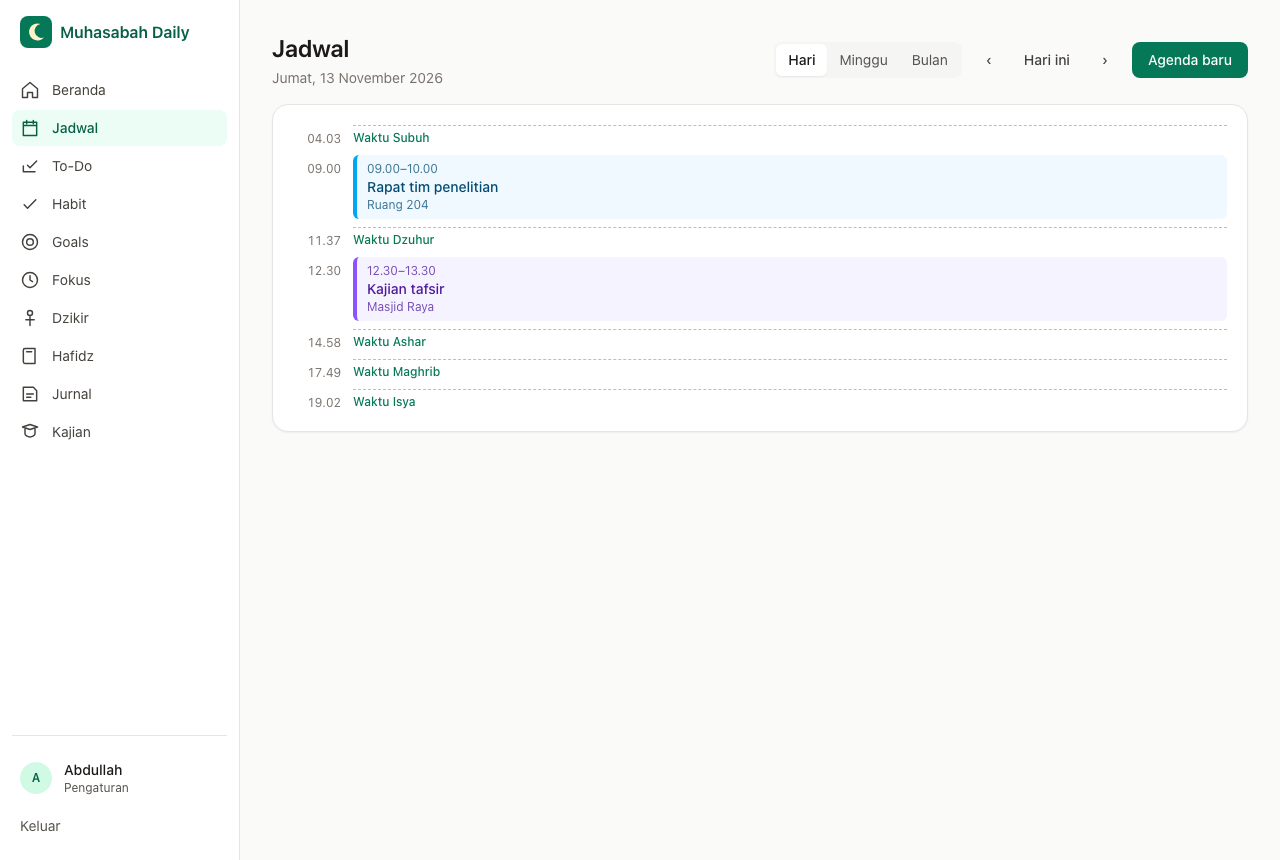 Muhasabah Daily
Beranda
Jadwal
To-Do
Habit
Goals
Fokus
Dzikir
Hafidz
Jurnal
Kajian
A
Abdullah
Pengaturan
Keluar
Jadwal
Jumat, 13 November 2026
Hari Minggu Bulan ‹ Hari ini › Agenda baru
04.03 Waktu Subuh
09.00 09.00–10.00
Rapat tim penelitian
Ruang 204
11.37 Waktu Dzuhur
12.30 12.30–13.30
Kajian tafsir
Masjid Raya
14.58 Waktu Ashar
17.49 Waktu Maghrib
19.02 Waktu Isya